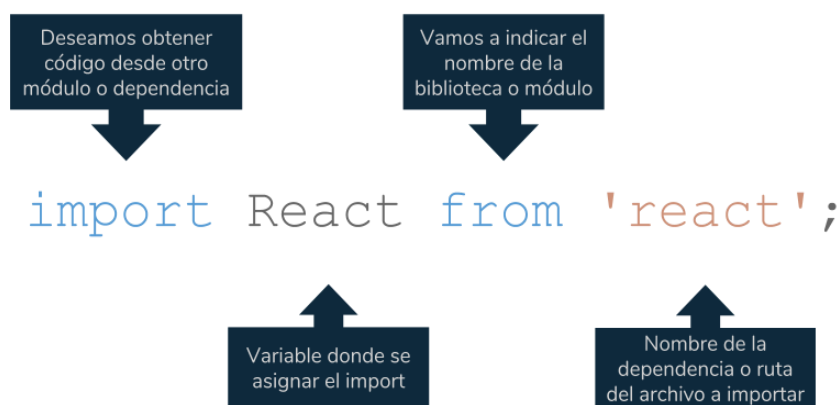 Deseamos obtener
código desde otro
módulo o dependencia
Vamos a indicar el
nombre de la
biblioteca o módulo
import React from 'react';
Variable donde se
asignar el import
Nombre de la
dependencia o ruta
del archivo a importar